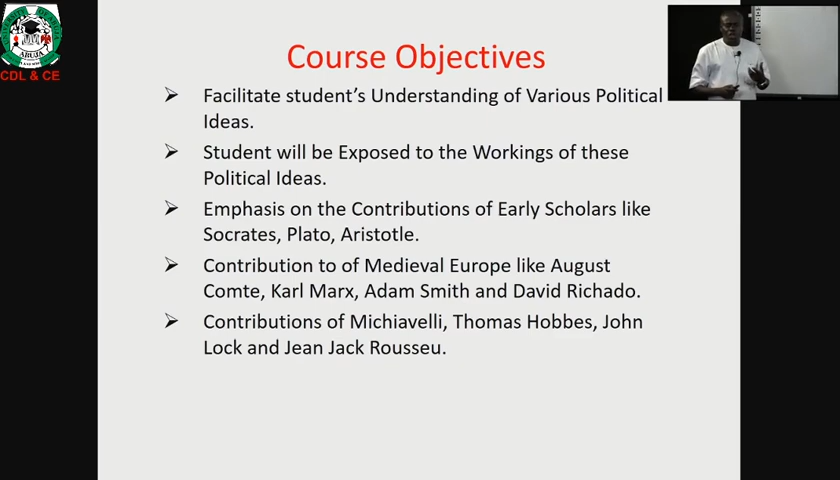 ABUJA
CDL & CE
Course Objectives
Facilitate student's Understanding of Various Political
Ideas.
Student will be Exposed to the Workings of these
Political Ideas.
Emphasis on the Contributions of Early Scholars like
Socrates, Plato, Aristotle.
Contribution to of Medieval Europe like August
Comte, Karl Marx, Adam Smith and David Richado.
Contributions of Michiavelli, Thomas Hobbes, John
Lock and Jean Jack Rousseu.